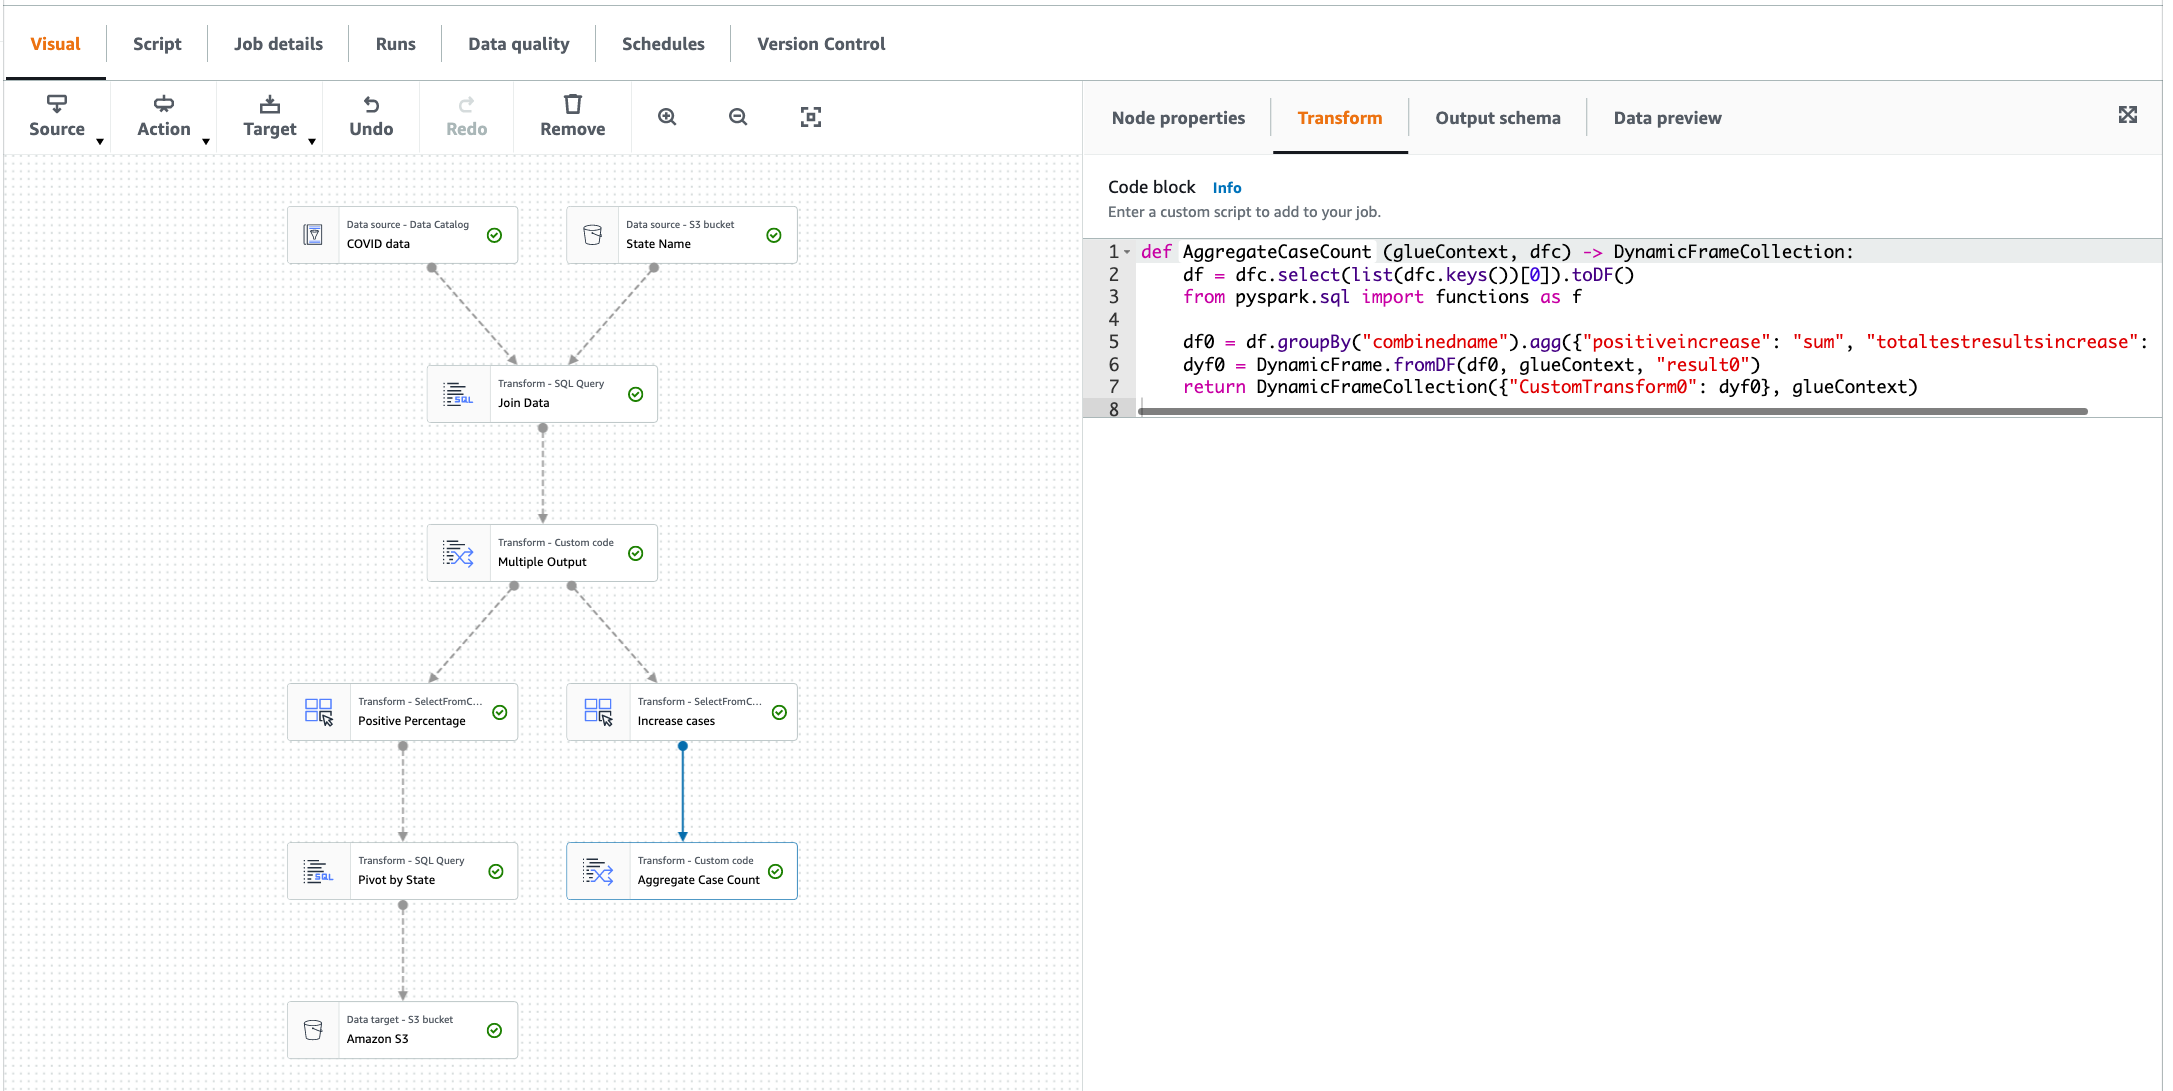 Visual
Script
Job details
Runs
Data quality
Schedules
Version Control
Source
Action
Target
Undo
Redo
Remove
Node properties
Transform
Output schema
Data preview
Code block Info
Enter a custom script to add to your job.
1 def AggregateCaseCount (glueContext, dfc) -> DynamicFrameCollection:
2 df = dfc.select(list(dfc.keys())[0]).toDF()
3 from pyspark.sql import functions as f
4
5 df0 = df.groupBy("combinedname").agg({"positiveincrease": "sum", "totaltestresultsincrease":
6 dyf0 = DynamicFrame.fromDF(df0, glueContext, "result0")
7 return DynamicFrameCollection({"CustomTransform0": dyf0}, glueContext)
8
Data source - Data Catalog
COVID data
Data source - S3 bucket
State Name
Transform - SQL Query
SQL
Join Data
Transform - Custom code
Multiple Output
Transform - SelectFromC...
Positive Percentage
Transform - SelectFromC...
Increase cases
Transform - SQL Query
SQL
Pivot by State
Transform - Custom code
Aggregate Case Count
Data target - S3 bucket
Amazon S3